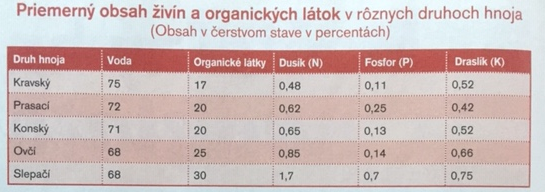 Priemerný obsah živín a organických látok v rôznych druhoch hnoja
(Obsah v čerstvom stave v percentách)
Druh hnoja Voda Organické látky Dusík (N) Fosfor (P) Draslík (K)
Kravský 75 17 0,48 0,11 0,52
Prasací 72 20 0,62 0,25 0,42
Konský 71 20 0,65 0,13 0,52
Ovčí 68 25 0,85 0,14 0,66
Slepačí 68 30 1,7 0,7 0,75